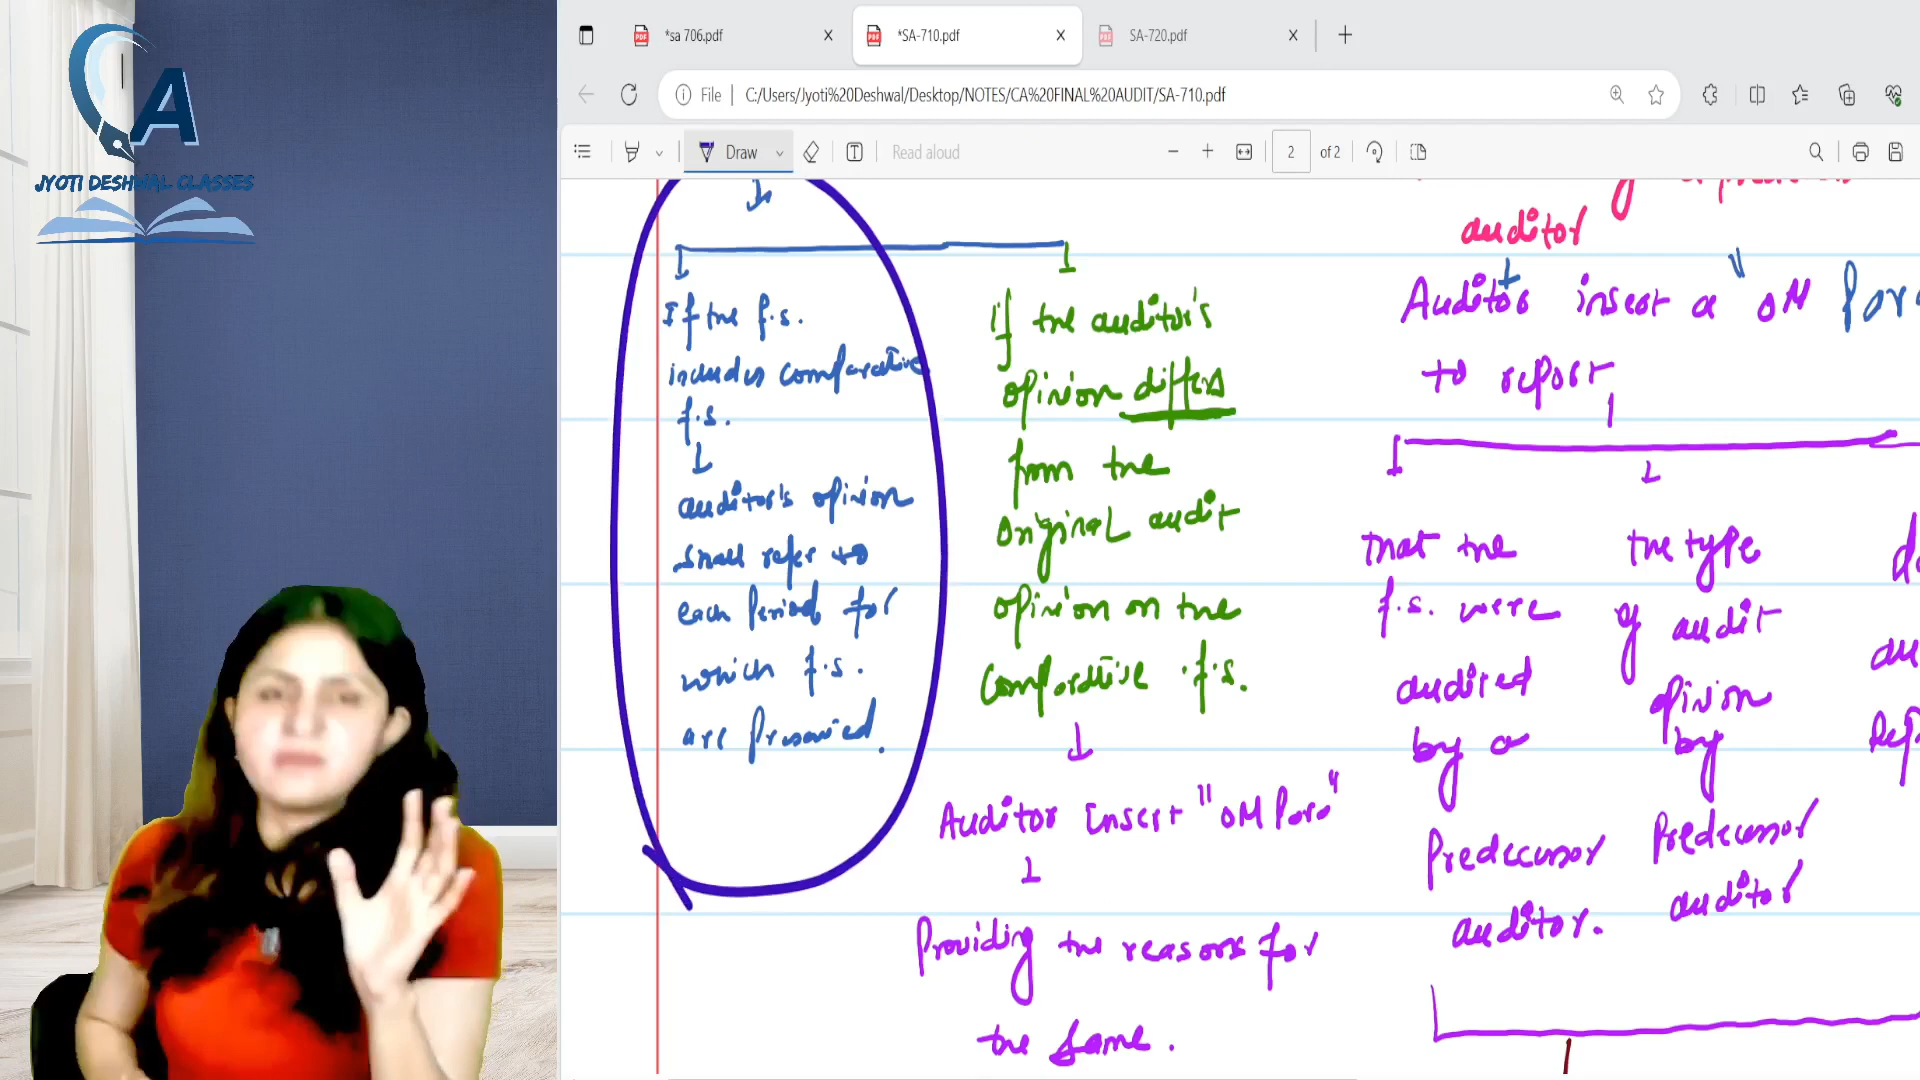 A
JYOTI DESHWAL CLASSES
*sa 706.pdf
*SA-710.pdf
SA-720.pdf
File
C:/Users/Jyoti%20Deshwal/Desktop/NOTES/CA%20FINAL%20AUDIT/SA-710.pdf
Draw
Read aloud
2
of 2
If the f.s.
includes comparative
f.s.
auditor's opinion
shall refer to
each period for
which f.s.
are presented.
if the auditor's
opinion differs
from the
original audit
opinion on the
comparative f.s.
Auditor insert "OM Para"
Providing the reasons for
the same.
auditor
Auditor insert a "OM
to report
that the
f.s. were
audited
by a
Predecessor
auditor.
the type
of audit
opinion
by
Predecessor
auditor